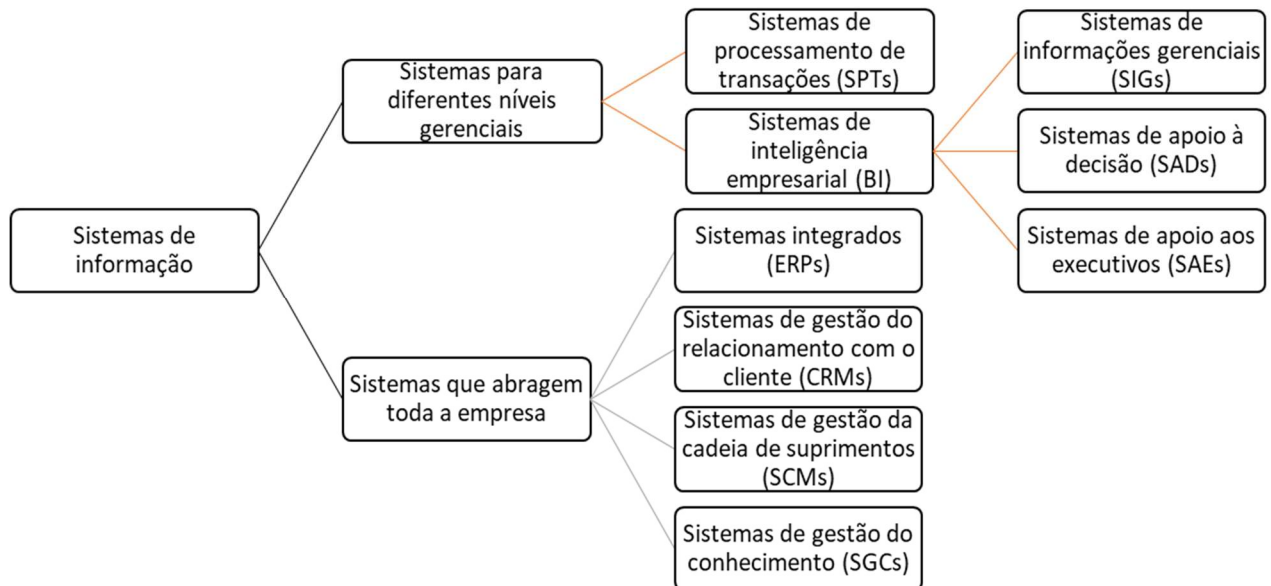 Sistemas de
informação
Sistemas para
diferentes níveis
gerenciais
Sistemas de
processamento de
transações (SPTs)
Sistemas de
inteligência
empresarial (BI)
Sistemas de
informações gerenciais
(SIGs)
Sistemas de apoio à
decisão (SADs)
Sistemas de apoio aos
executivos (SAEs)
Sistemas que abragem
toda a empresa
Sistemas integrados
(ERPs)
Sistemas de gestão do
relacionamento com o
cliente (CRMs)
Sistemas de gestão da
cadeia de suprimentos
(SCMs)
Sistemas de gestão do
conhecimento (SGCs)